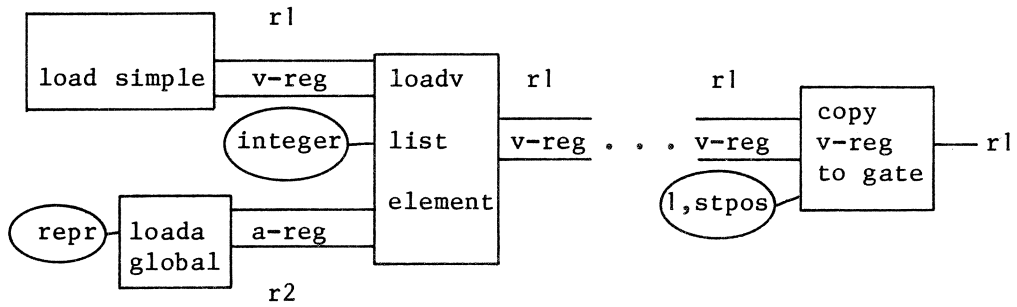 r1
load simple
v-reg
loadv
r1
r1
integer
list
v-reg . . . v-reg
copy
v-reg
to gate
r1
element
1,stpos
repr
loada
global
a-reg
r2